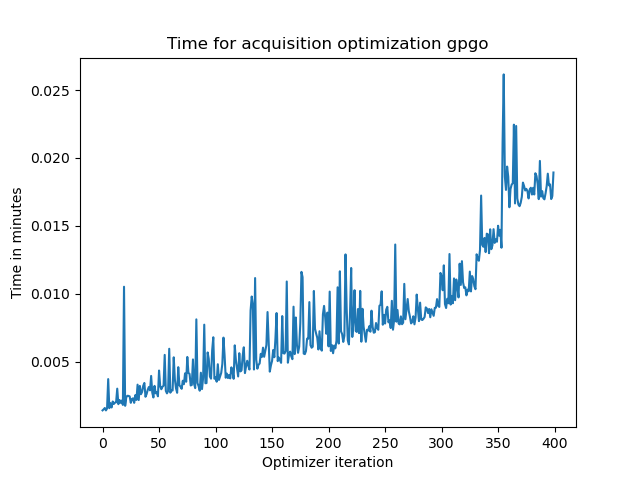 Time for acquisition optimization gpgo
Time in minutes
0.025
0.020
0.015
0.010
0.005
0 50 100 150 200 250 300 350 400
Optimizer iteration